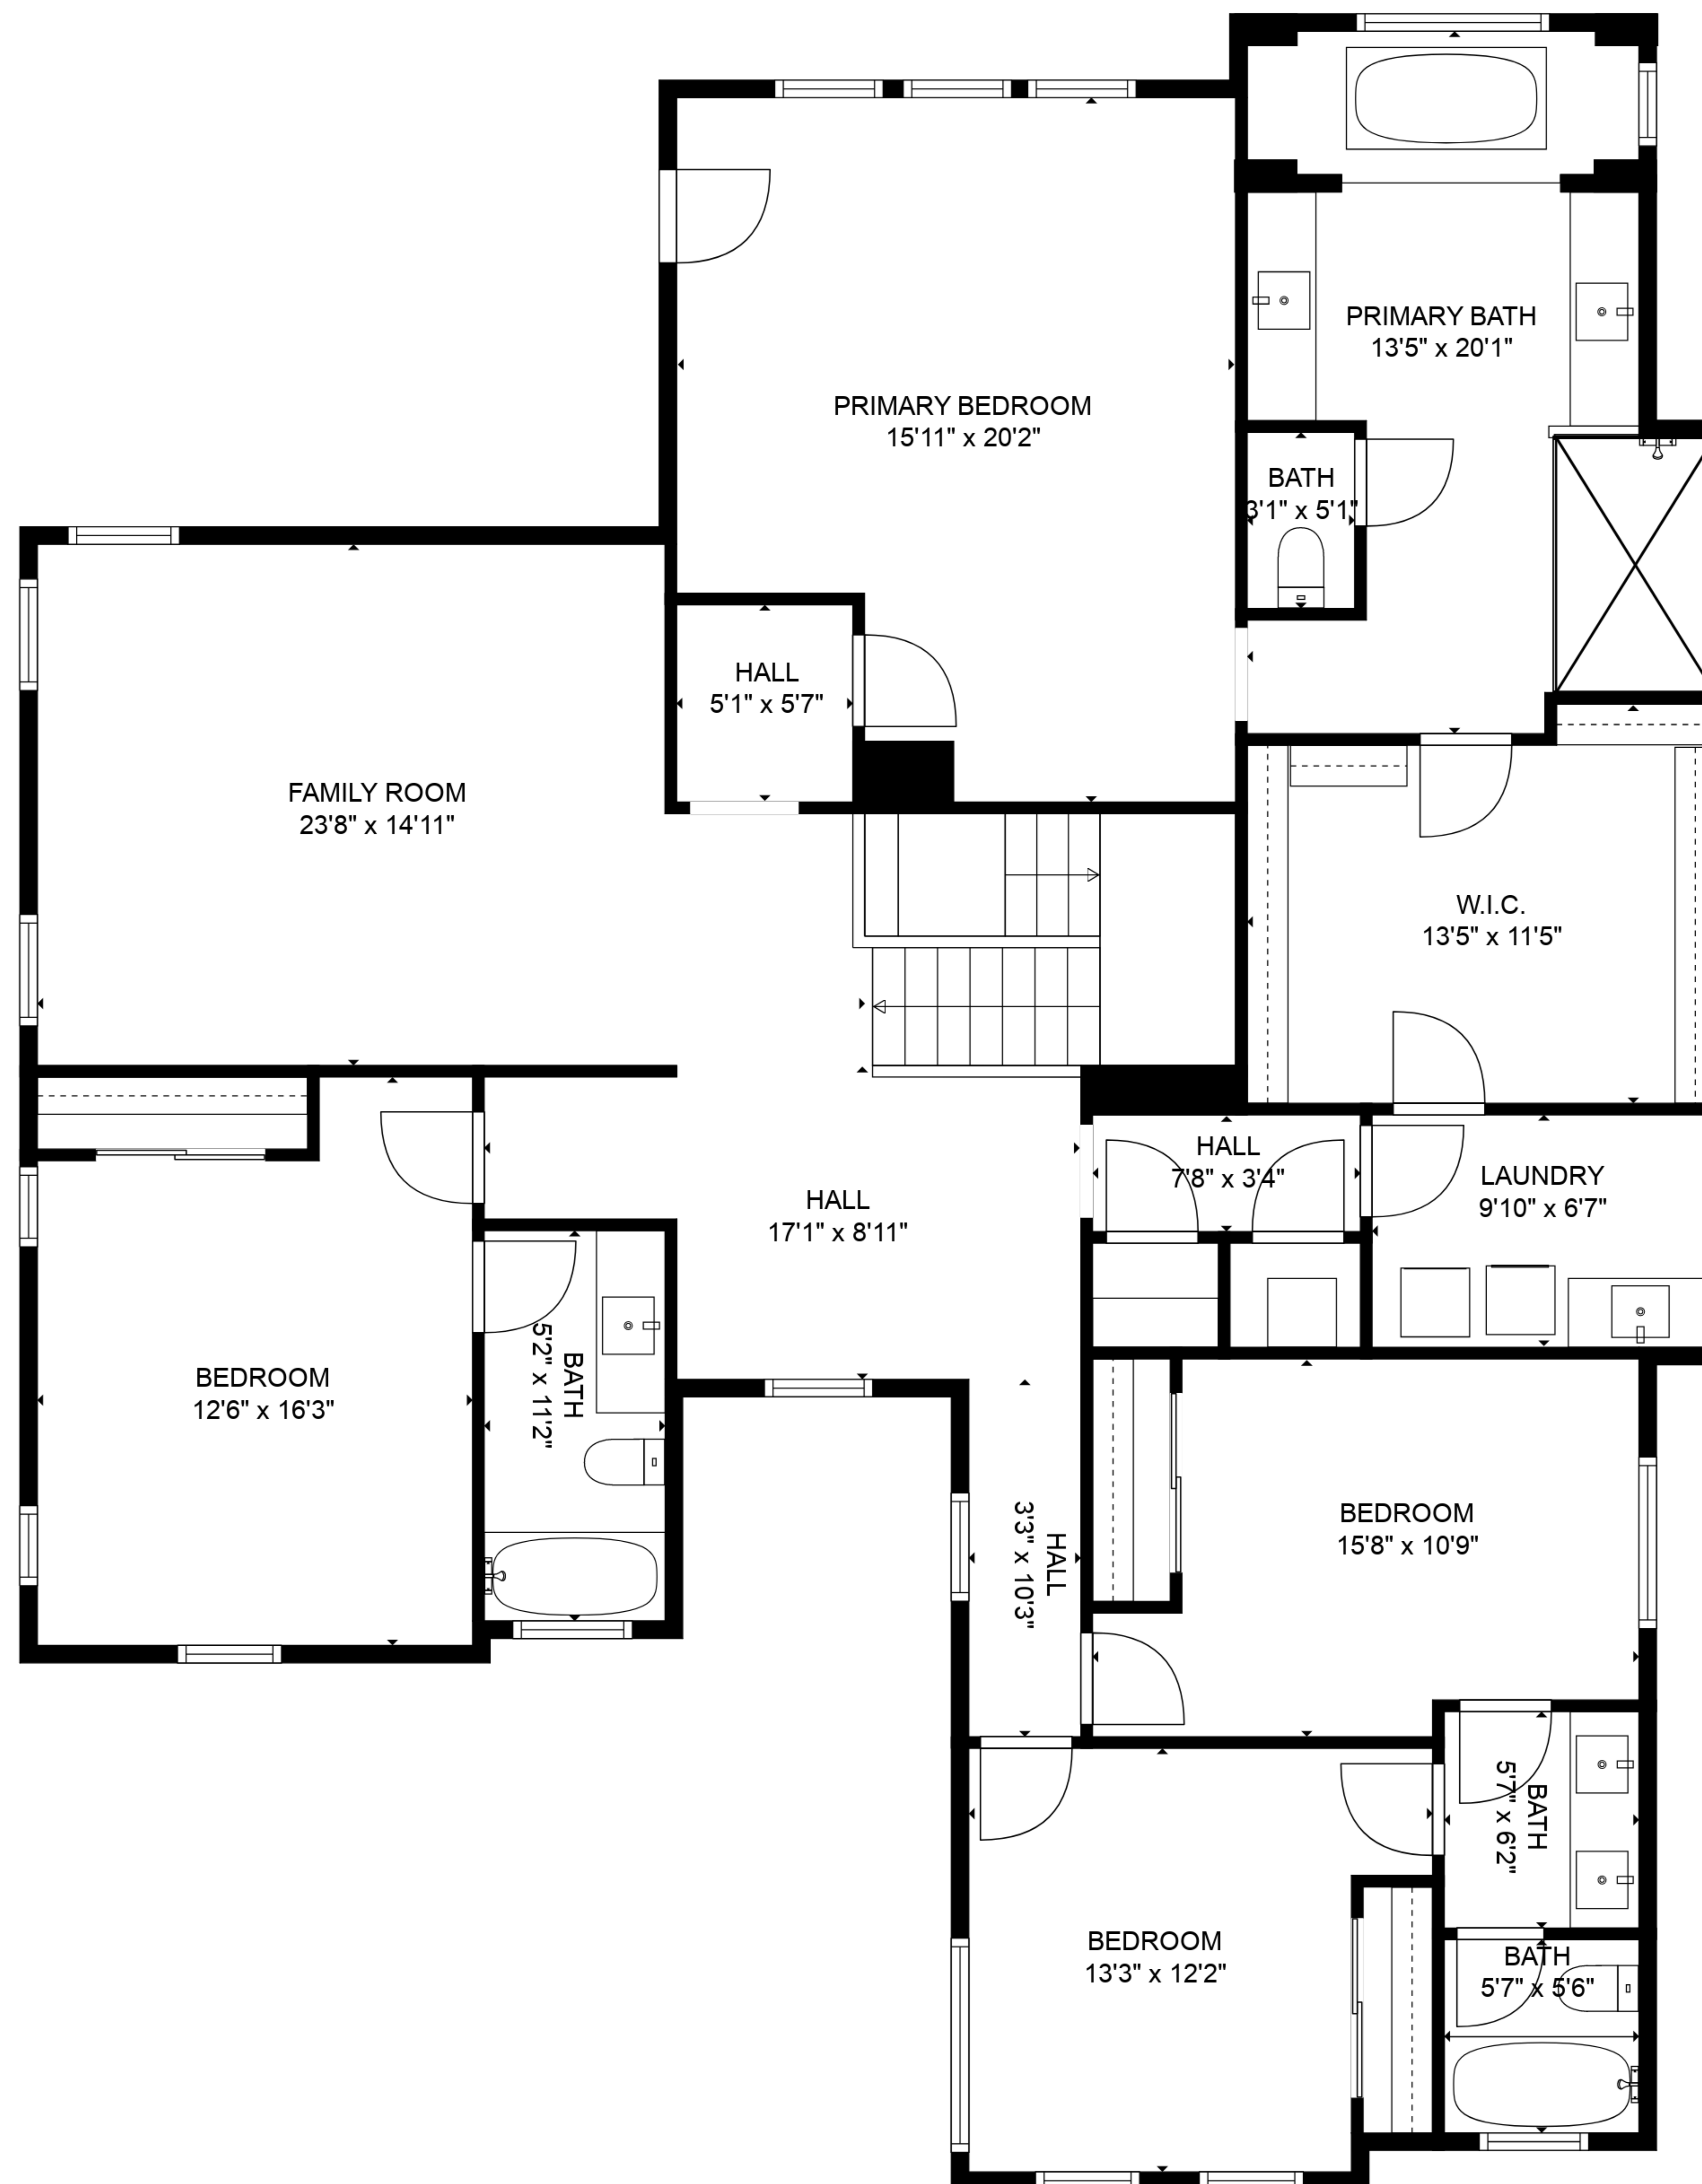 PRIMARY BATH
13'5" x 20'1"
PRIMARY BEDROOM
15'11" x 20'2"
BATH
3'1" x 5'1"
HALL
5'1" x 5'7"
FAMILY ROOM
23'8" x 14'11"
W.I.C.
13'5" x 11'5"
HALL
7'8" x 3'4"
LAUNDRY
9'10" x 6'7"
HALL
17'1" x 8'11"
BEDROOM
12'6" x 16'3"
BATH
5'2" x 11'2"
BEDROOM
15'8" x 10'9"
HALL
3'3" x 10'3"
BATH
5'7" x 6'2"
BEDROOM
13'3" x 12'2"
BATH
5'7" x 5'6"